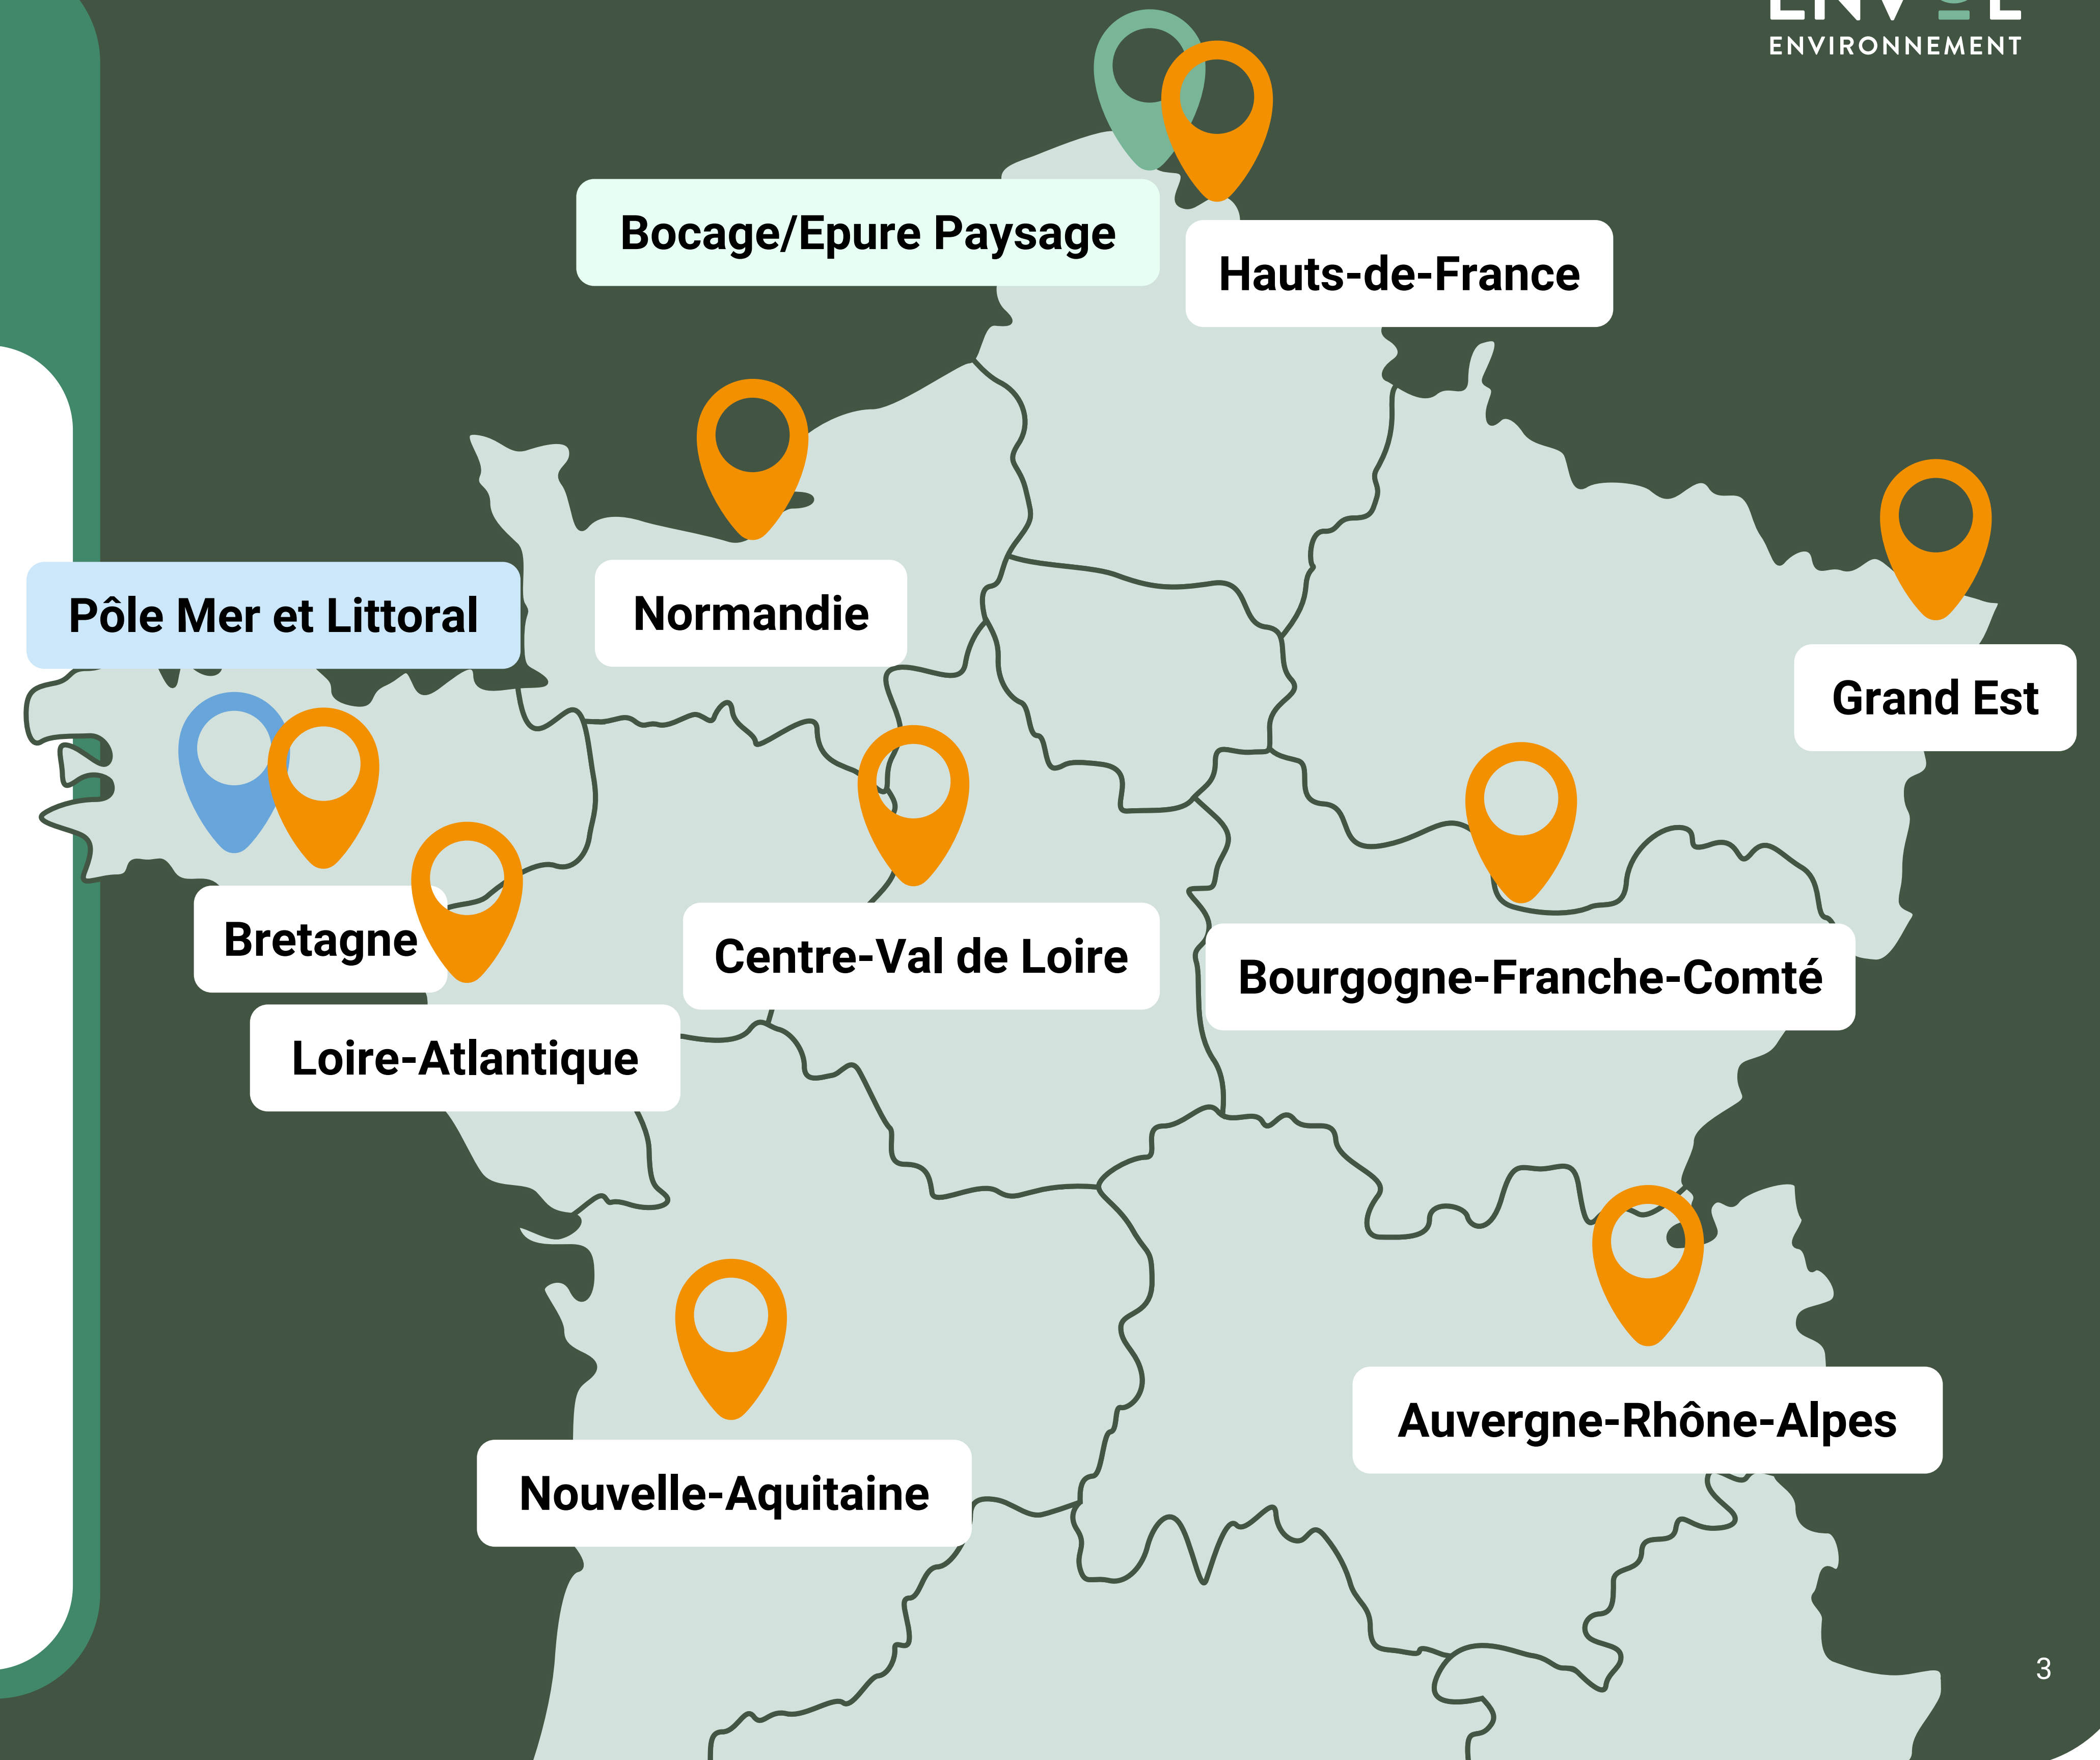 ENVOL
ENVIRONNEMENT
Bocage/Epure Paysage
Hauts-de-France
Normandie
Pôle Mer et Littoral
Grand Est
Bretagne
Centre-Val de Loire
Bourgogne-Franche-Comté
Loire-Atlantique
Auvergne-Rhône-Alpes
Nouvelle-Aquitaine
3